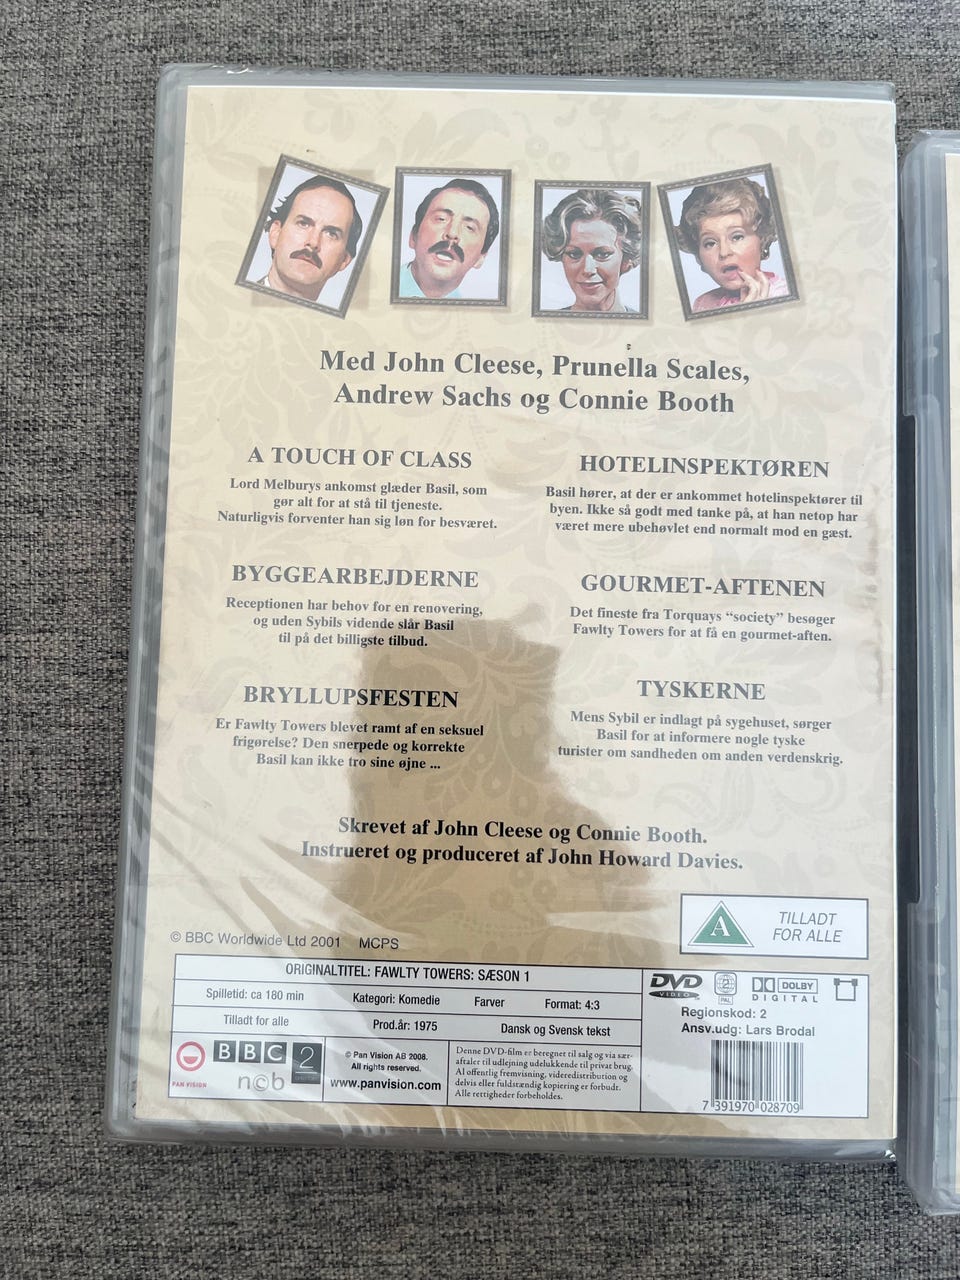 Med John Cleese, Prunella Scales,
Andrew Sachs og Connie Booth
A TOUCH OF CLASS
Lord Melburys ankomst glæder Basil, som
gør alt for at stå til tjeneste.
Naturligvis forventer han sig løn for besværet.
HOTELINSPEKTØREN
Basil hører, at der er ankommet hotelinspektører til
byen. Ikke så godt med tanke på, at han netop har
været mere ubehøvlet end normalt mod en gæst.
BYGGEARBEJDERNE
Receptionen har behov for en renovering,
og uden Sybils vidende slår Basil
til på det billigste tilbud.
GOURMET-AFTENEN
Det fineste fra Torquays “society” besøger
Fawlty Towers for at få en gourmet-aften.
BRYLLUPSFESTEN
Er Fawlty Towers blevet ramt af en seksuel
frigørelse? Den snerpede og korrekte
Basil kan ikke tro sine øjne ...
TYSKERNE
Mens Sybil er indlagt på sygehuset, sørger
Basil for at informere nogle tyske
turister om sandheden om anden verdenskrig.
Skrevet af John Cleese og Connie Booth.
Instrueret og produceret af John Howard Davies.
© BBC Worldwide Ltd 2001 MCPS
A TILLADT
FOR ALLE
ORIGINALTITEL: FAWLTY TOWERS: SÆSON 1
Spilletid: ca 180 min Kategori: Komedie Farver Format: 4:3
Tilladt for alle Prod.år: 1975 Dansk og Svensk tekst
PAN VISION
BBC 2
ncb
© Pan Vision AB 2008.
All rights reserved.
www.panvision.com
Denne DVD-film er beregnet til salg og via sær-
aftaler til udlejning udelukkende til privat brug.
Al offentlig fremvisning, videredistribution og
delvis eller fuldstændig kopiering er forbudt.
Alle rettigheder forbeholdes.
DVD
VIDEO
2
PAL
DOLBY
DIGITAL
Regionskod: 2
Ansv.udg: Lars Brodal
7 391970 028709